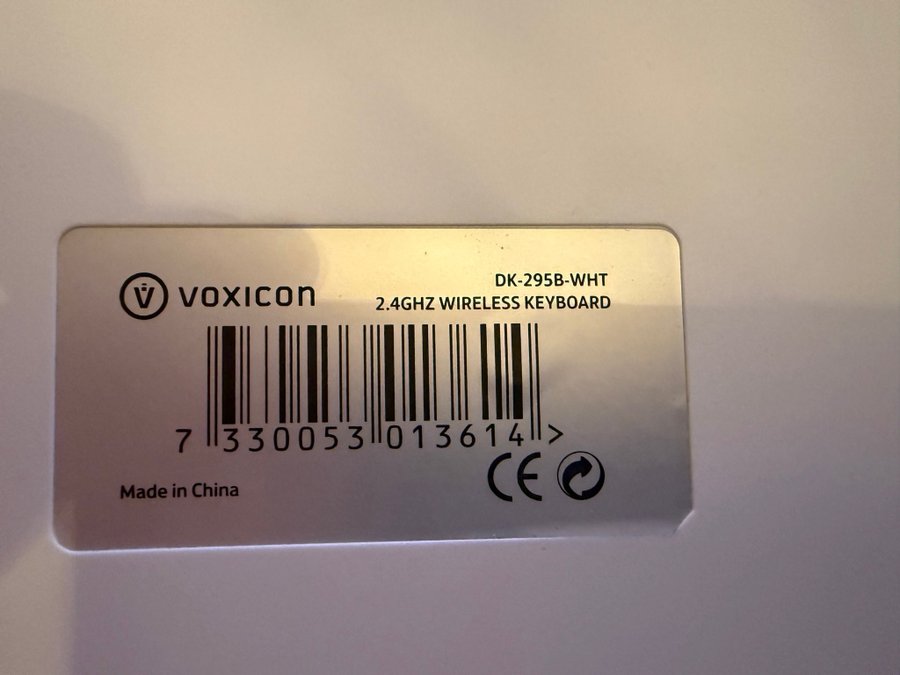 VOXICON
DK-295B-WHT
2.4GHZ WIRELESS KEYBOARD
7 330053 013614 >
Made in China
CE